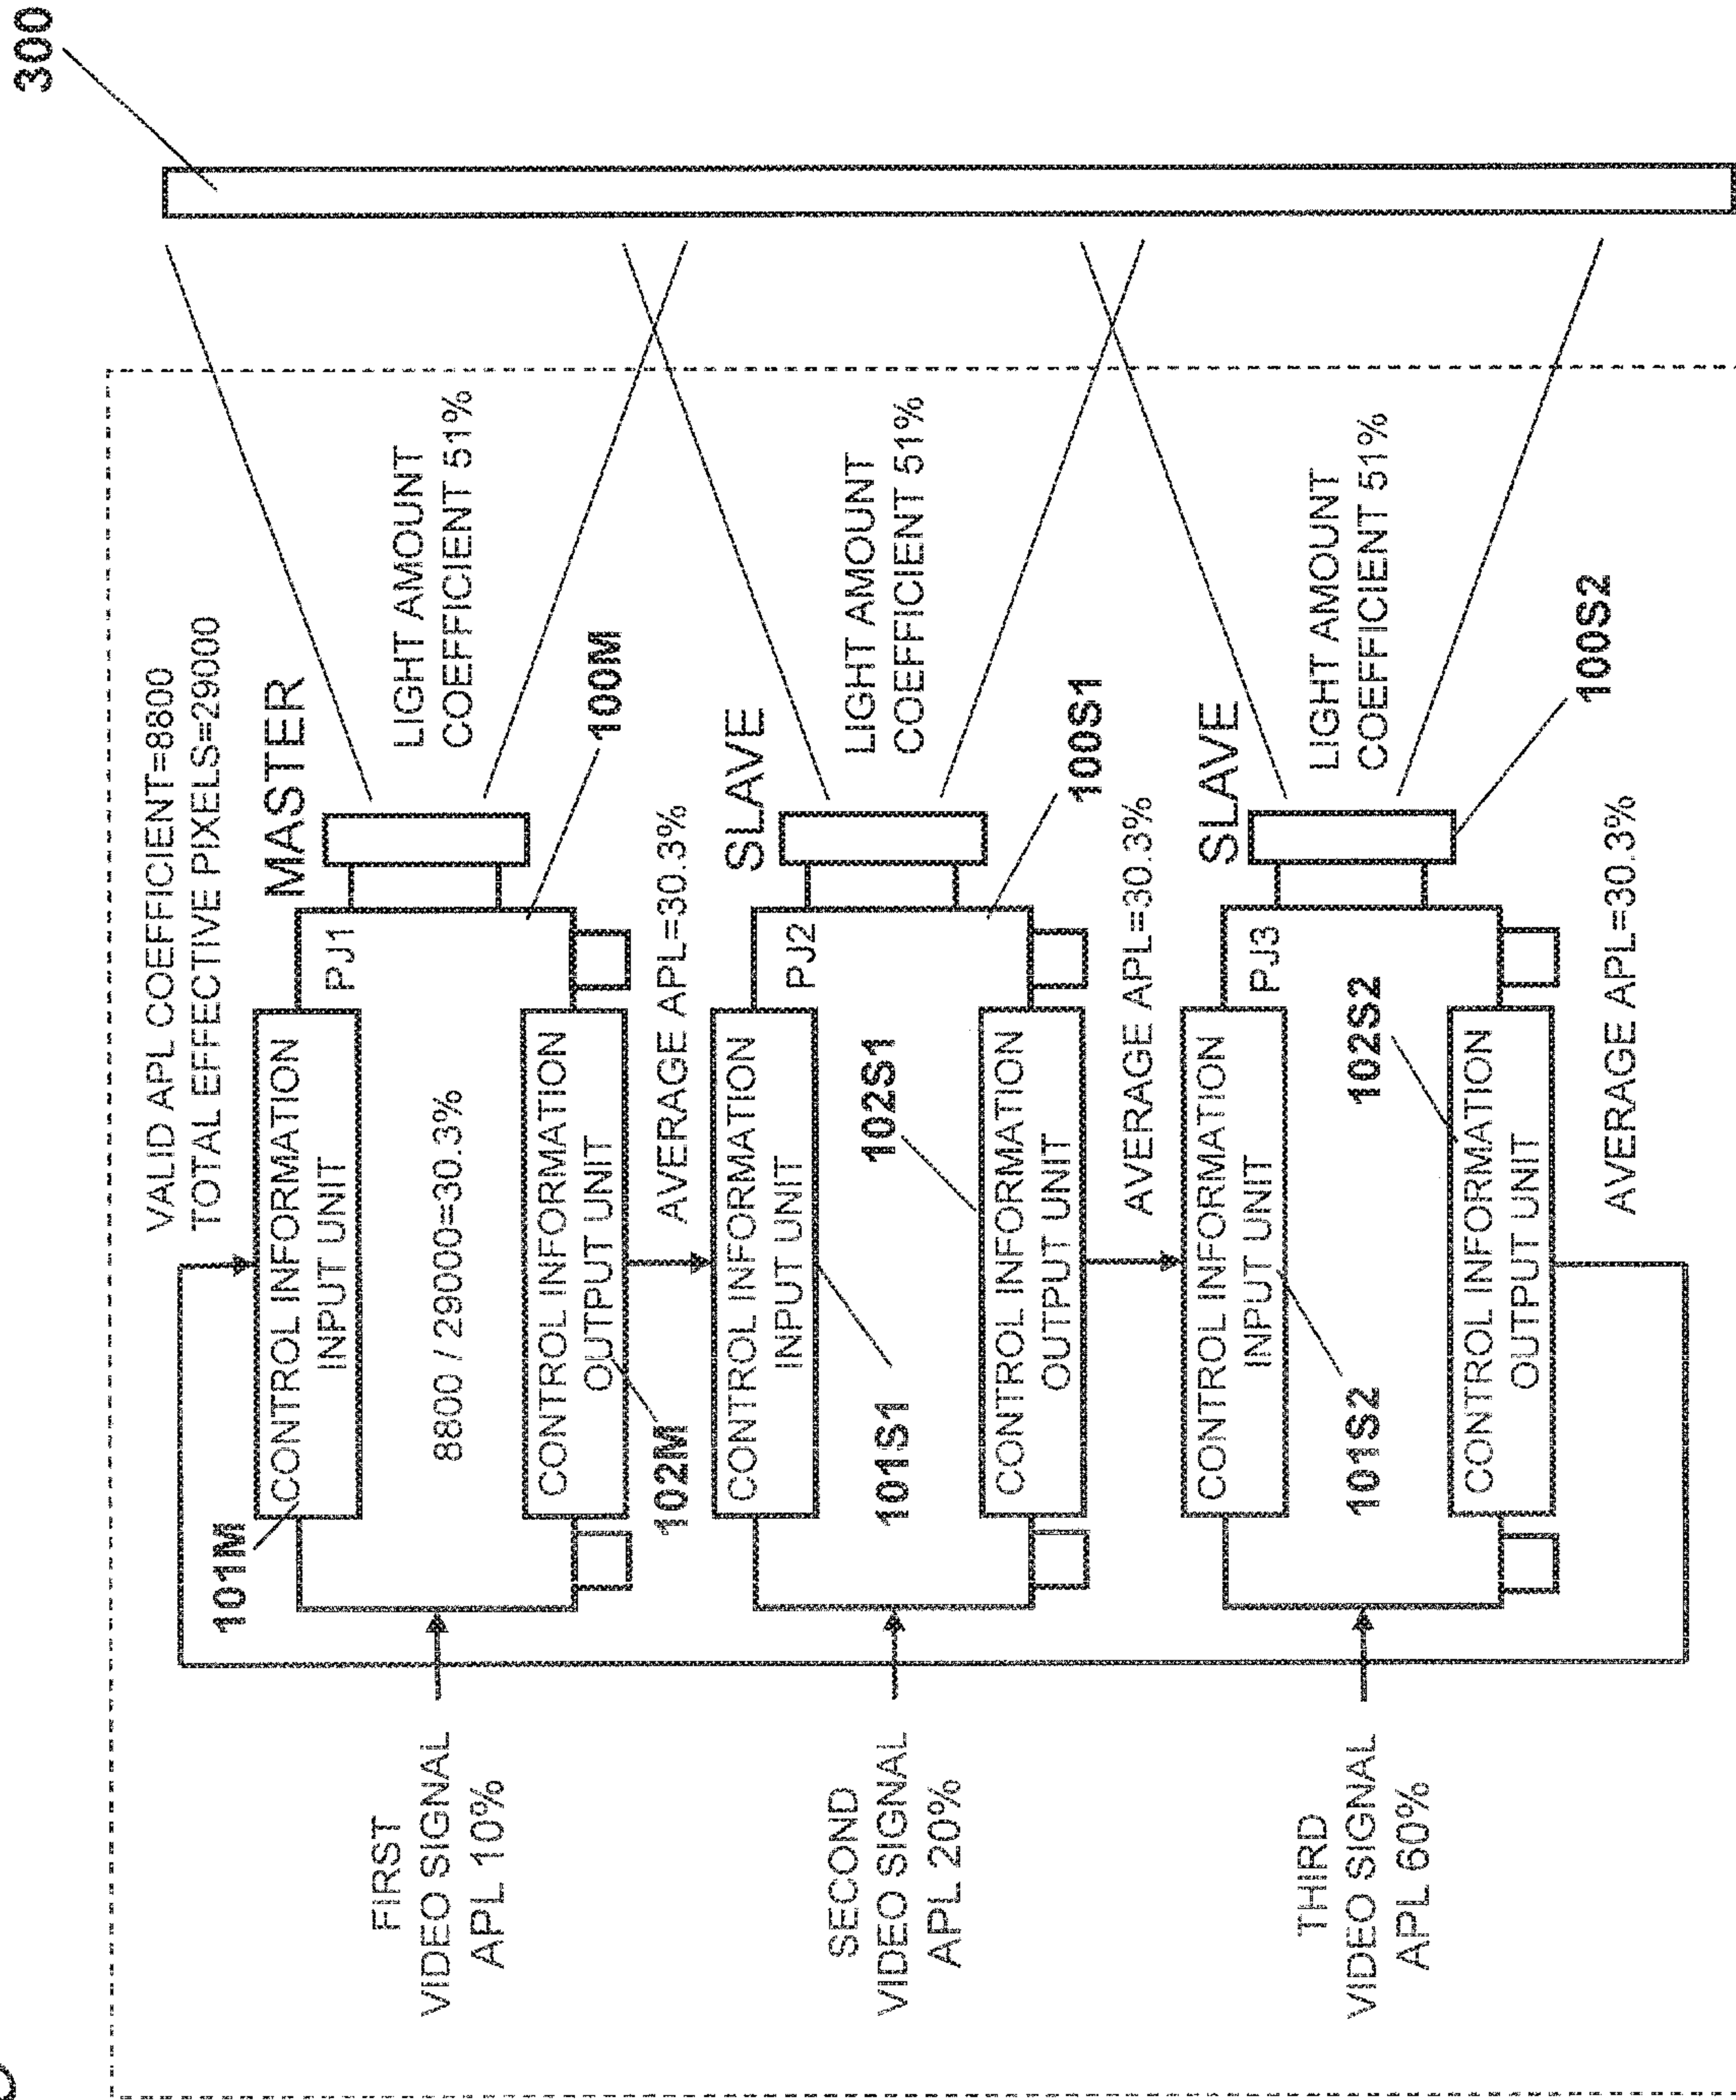 300
VALID APL COEFFICIENT=8800
TOTAL EFFECTIVE PIXELS=29000
MASTER
101M
CONTROL INFORMATION
INPUT UNIT
PJ1
LIGHT AMOUNT
COEFFICIENT 51%
FIRST
VIDEO SIGNAL
APL 10%
8800 / 29000=30.3%
100M
CONTROL INFORMATION
OUTPUT UNIT
102M
AVERAGE APL=30.3%
SLAVE
CONTROL INFORMATION
INPUT UNIT
PJ2
LIGHT AMOUNT
COEFFICIENT 51%
SECOND
VIDEO SIGNAL
APL 20%
101S1
102S1
100S1
CONTROL INFORMATION
OUTPUT UNIT
AVERAGE APL=30.3%
SLAVE
CONTROL INFORMATION
INPUT UNIT
PJ3
LIGHT AMOUNT
COEFFICIENT 51%
THIRD
VIDEO SIGNAL
APL 60%
101S2
102S2
100S2
CONTROL INFORMATION
OUTPUT UNIT
AVERAGE APL=30.3%